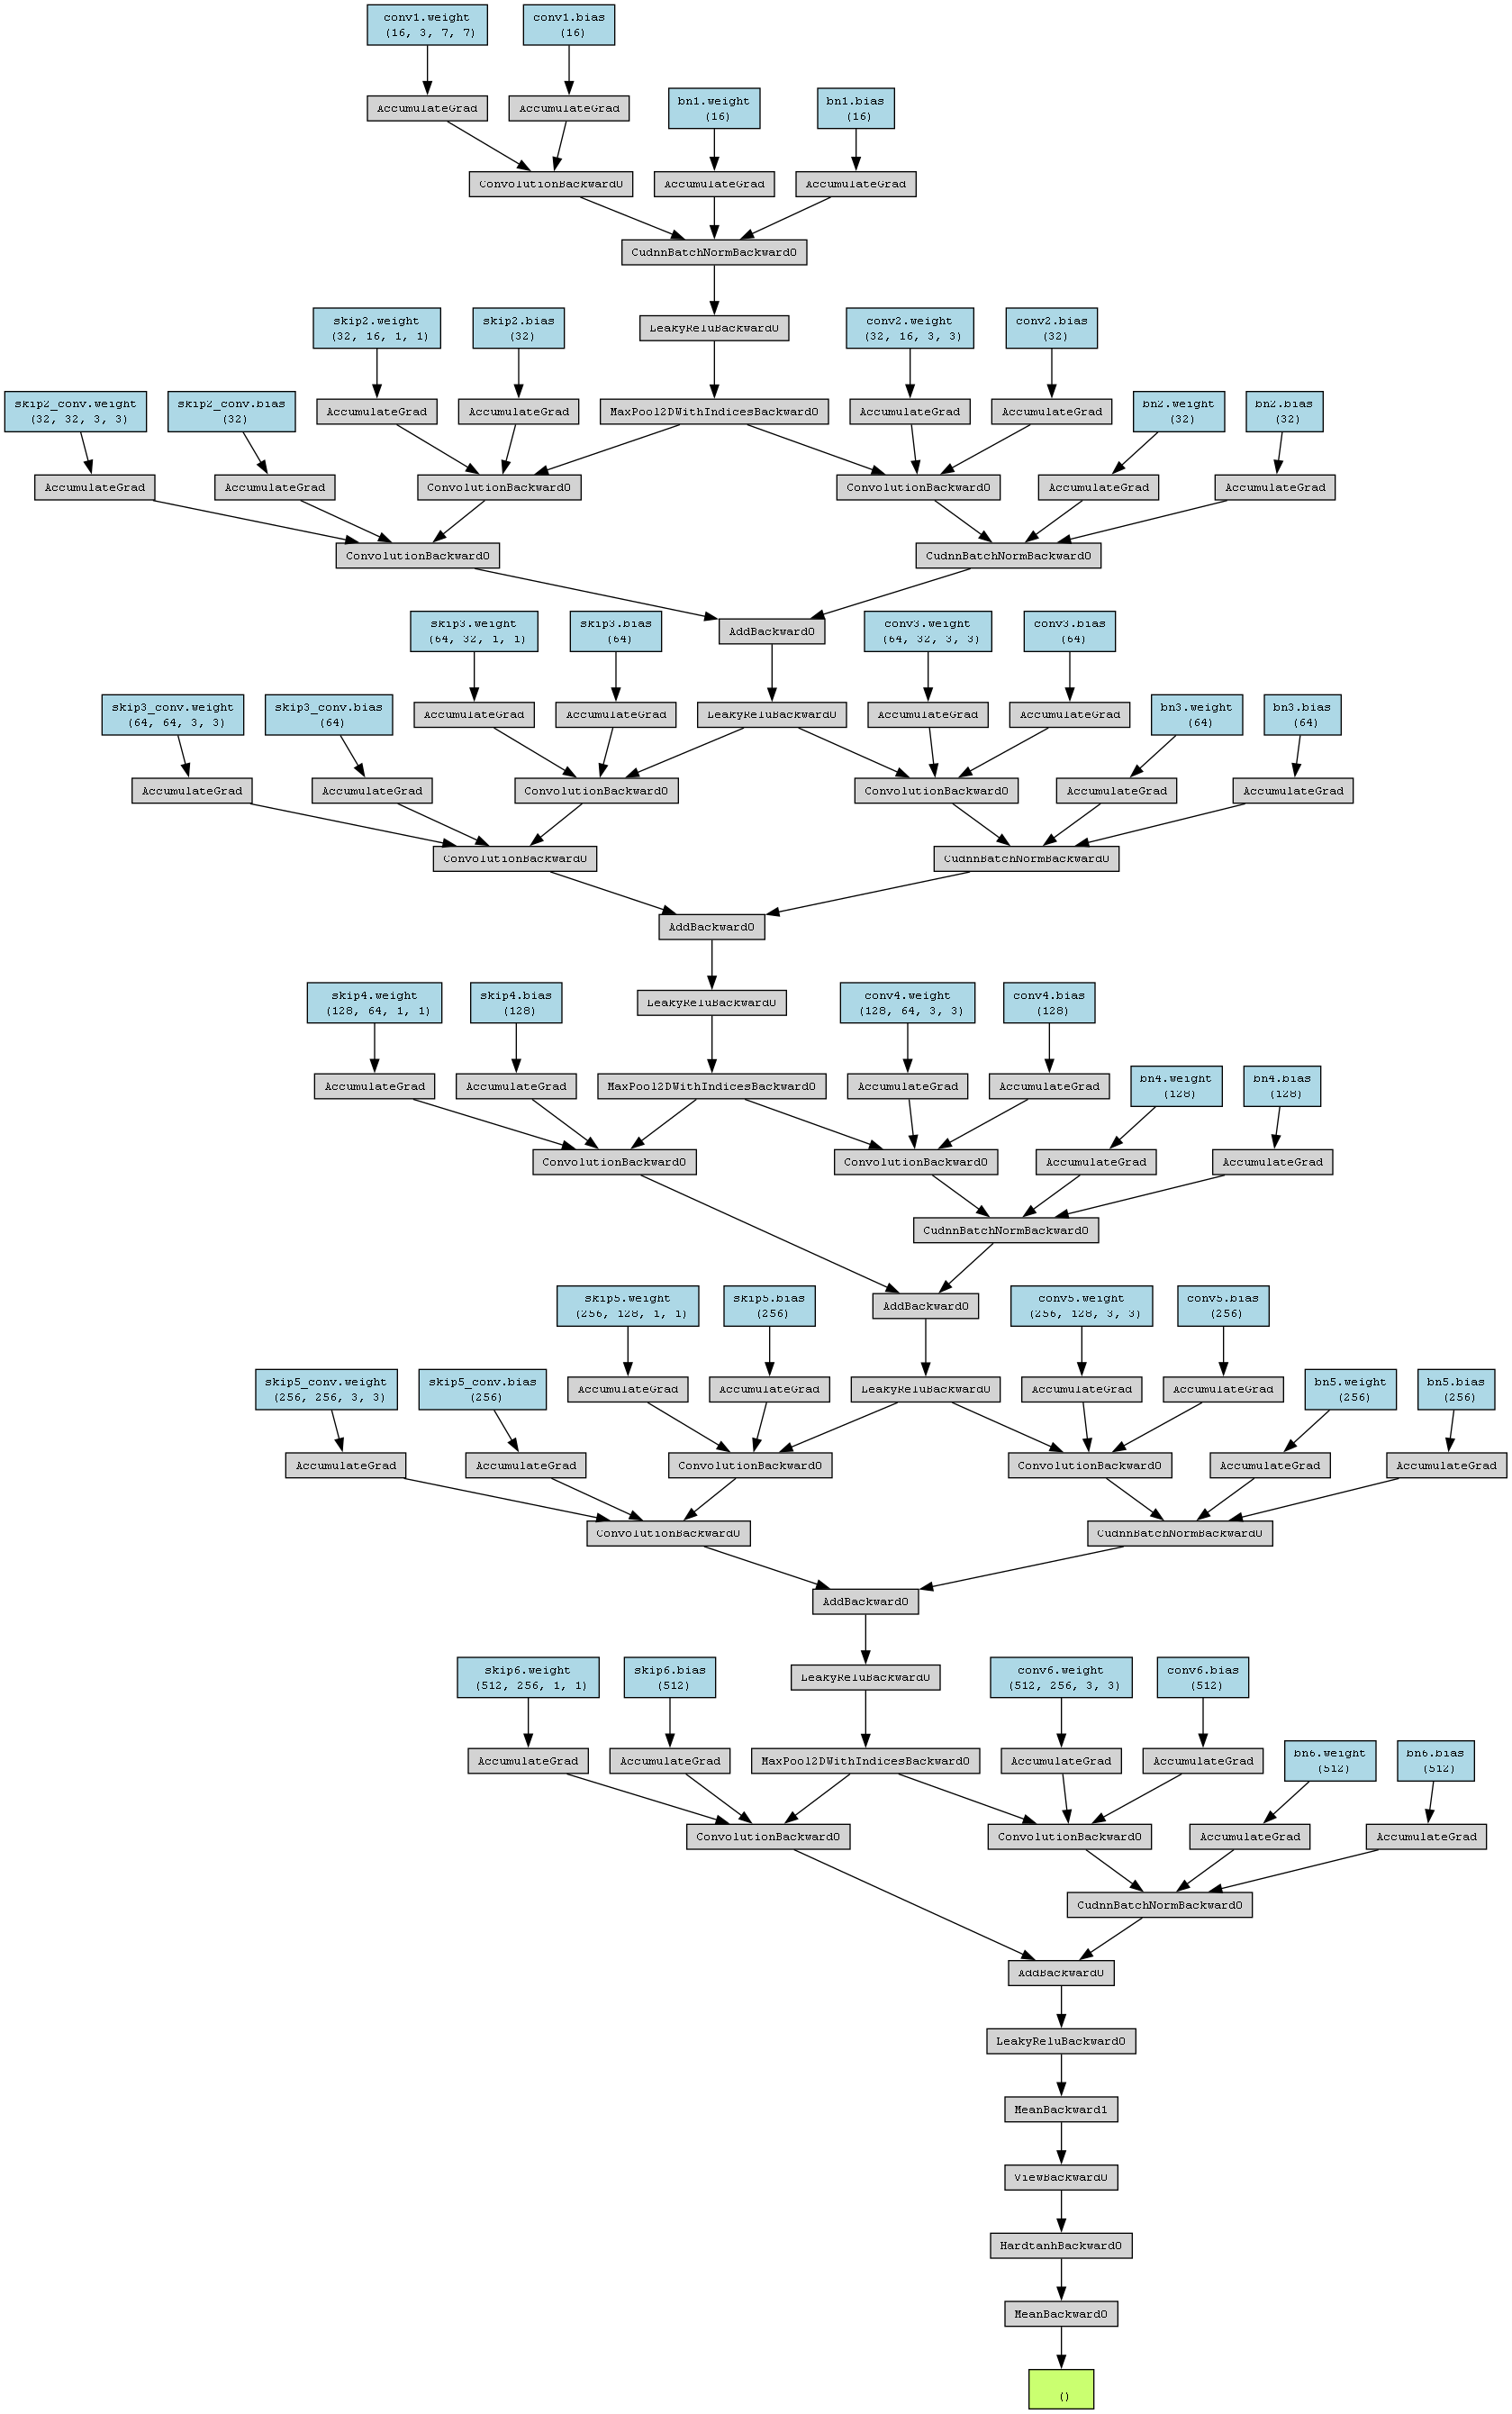 conv1.weight
(16, 3, 7, 7)
conv1.bias
(16)
AccumulateGrad
AccumulateGrad
bn1.weight
(16)
bn1.bias
(16)
ConvolutionBackward0
AccumulateGrad
AccumulateGrad
CudnnBatchNormBackward0
skip2.weight
(32, 16, 1, 1)
skip2.bias
(32)
LeakyReluBackward0
conv2.weight
(32, 16, 3, 3)
conv2.bias
(32)
skip2_conv.weight
(32, 32, 3, 3)
skip2_conv.bias
(32)
AccumulateGrad
AccumulateGrad
MaxPool2DWithIndicesBackward0
AccumulateGrad
AccumulateGrad
bn2.weight
(32)
bn2.bias
(32)
AccumulateGrad
AccumulateGrad
ConvolutionBackward0
ConvolutionBackward0
AccumulateGrad
AccumulateGrad
ConvolutionBackward0
CudnnBatchNormBackward0
skip3.weight
(64, 32, 1, 1)
skip3.bias
(64)
AddBackward0
conv3.weight
(64, 32, 3, 3)
conv3.bias
(64)
skip3_conv.weight
(64, 64, 3, 3)
skip3_conv.bias
(64)
AccumulateGrad
AccumulateGrad
LeakyReluBackward0
AccumulateGrad
AccumulateGrad
bn3.weight
(64)
bn3.bias
(64)
AccumulateGrad
AccumulateGrad
ConvolutionBackward0
ConvolutionBackward0
AccumulateGrad
AccumulateGrad
ConvolutionBackward0
CudnnBatchNormBackward0
AddBackward0
skip4.weight
(128, 64, 1, 1)
skip4.bias
(128)
LeakyReluBackward0
conv4.weight
(128, 64, 3, 3)
conv4.bias
(128)
AccumulateGrad
AccumulateGrad
MaxPool2DWithIndicesBackward0
AccumulateGrad
AccumulateGrad
bn4.weight
(128)
bn4.bias
(128)
ConvolutionBackward0
ConvolutionBackward0
AccumulateGrad
AccumulateGrad
CudnnBatchNormBackward0
skip5.weight
(256, 128, 1, 1)
skip5.bias
(256)
AddBackward0
conv5.weight
(256, 128, 3, 3)
conv5.bias
(256)
skip5_conv.weight
(256, 256, 3, 3)
skip5_conv.bias
(256)
AccumulateGrad
AccumulateGrad
LeakyReluBackward0
AccumulateGrad
AccumulateGrad
bn5.weight
(256)
bn5.bias
(256)
AccumulateGrad
AccumulateGrad
ConvolutionBackward0
ConvolutionBackward0
AccumulateGrad
AccumulateGrad
ConvolutionBackward0
CudnnBatchNormBackward0
AddBackward0
skip6.weight
(512, 256, 1, 1)
skip6.bias
(512)
LeakyReluBackward0
conv6.weight
(512, 256, 3, 3)
conv6.bias
(512)
AccumulateGrad
AccumulateGrad
MaxPool2DWithIndicesBackward0
AccumulateGrad
AccumulateGrad
bn6.weight
(512)
bn6.bias
(512)
ConvolutionBackward0
ConvolutionBackward0
AccumulateGrad
AccumulateGrad
CudnnBatchNormBackward0
AddBackward0
LeakyReluBackward0
MeanBackward1
ViewBackward0
HardtanhBackward0
MeanBackward0
()